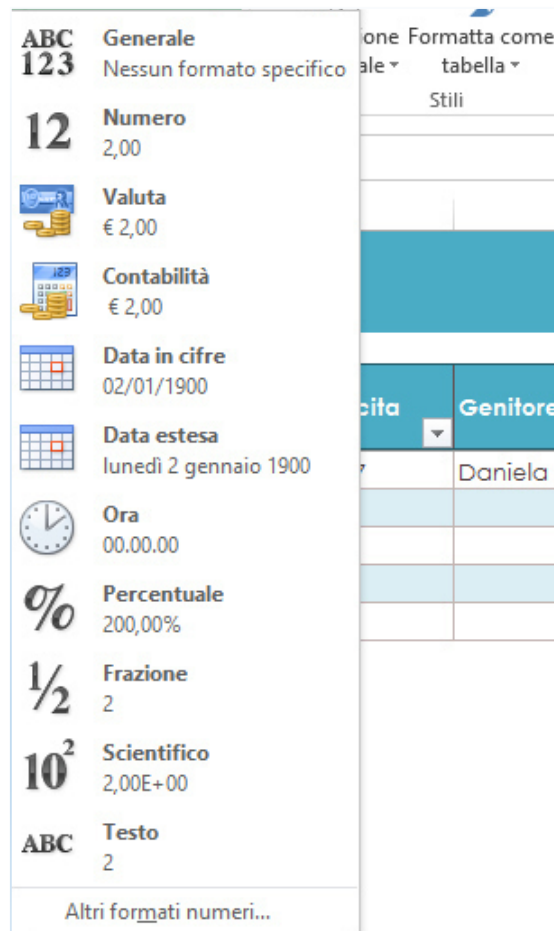 ABC
123
Generale
Nessun formato specifico
12
Numero
2,00
Valuta
€ 2,00
123
Contabilità
€ 2,00
Data in cifre
02/01/1900
Data estesa
lunedì 2 gennaio 1900
Ora
00.00.00
%
Percentuale
200,00%
1/2
Frazione
2
10²
Scientifico
2,00E+00
ABC
Testo
2
Altri formati numeri...
ione Formatta come
ale tabella
Stili
cita Genitore
7 Daniela